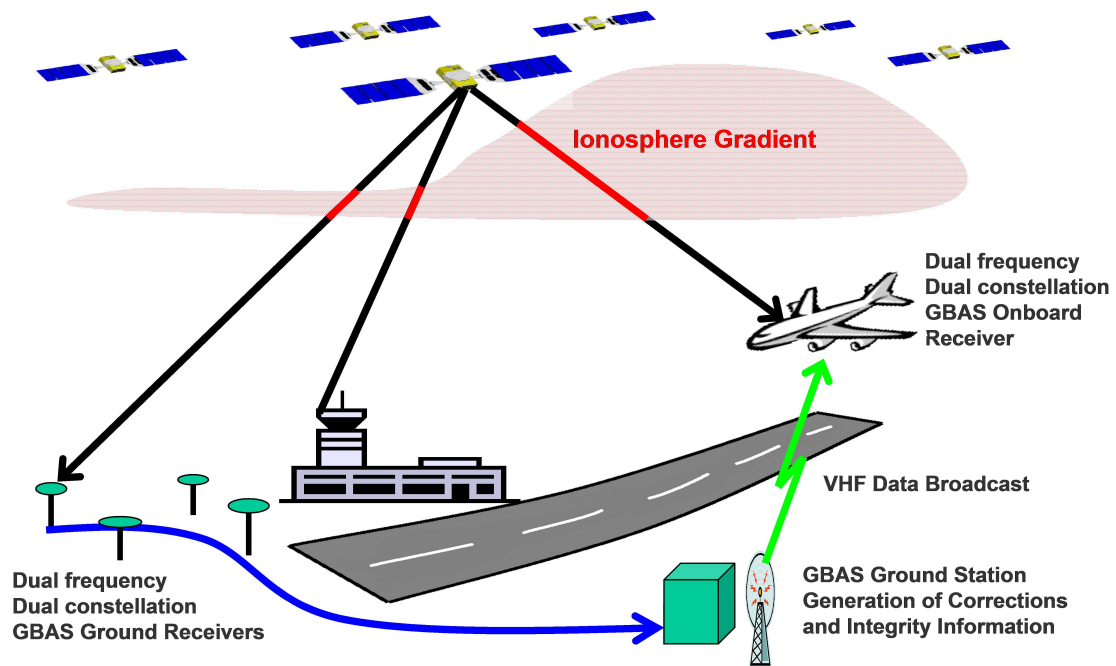 Ionosphere Gradient
Dual frequency
Dual constellation
GBAS Onboard
Receiver
VHF Data Broadcast
Dual frequency
Dual constellation
GBAS Ground Receivers
GBAS Ground Station
Generation of Corrections
and Integrity Information